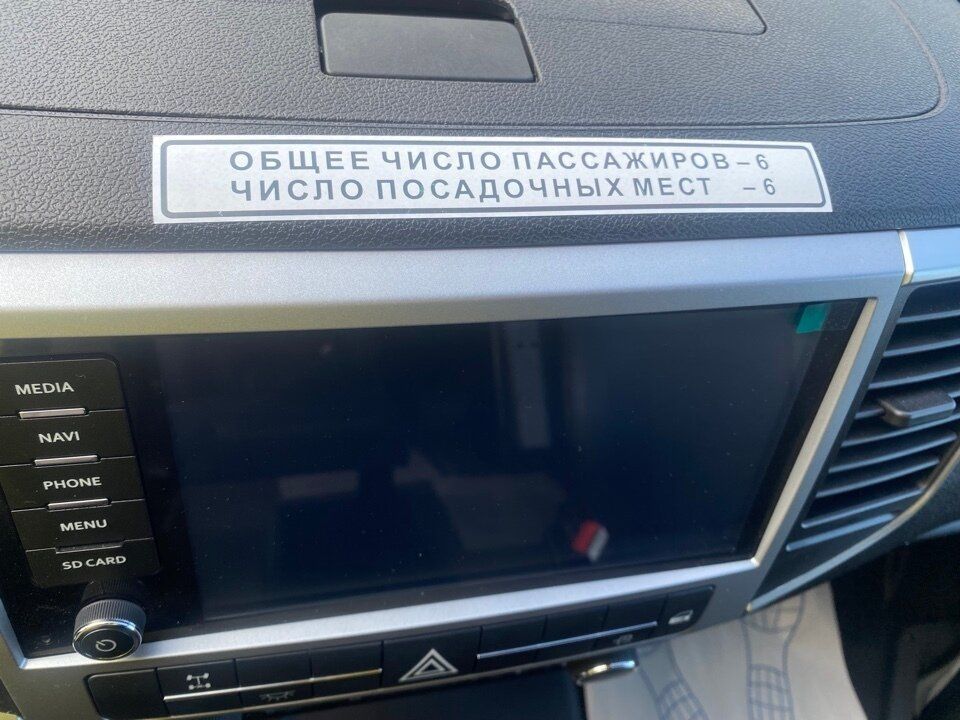 ОБЩЕЕ ЧИСЛО ПАССАЖИРОВ – 6
ЧИСЛО ПОСАДОЧНЫХ МЕСТ – 6
MEDIA
NAVI
PHONE
MENU
SD CARD